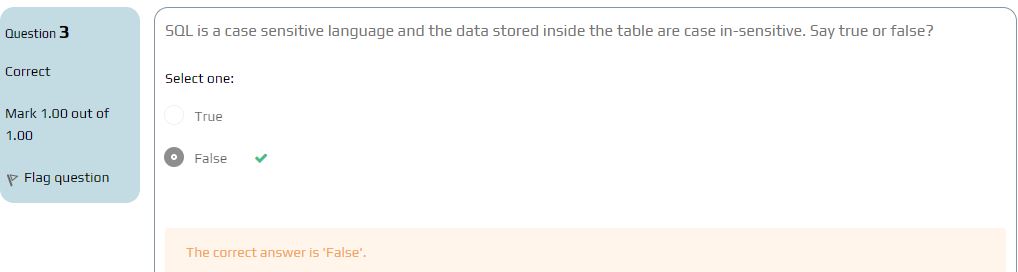 Question 3
Correct
Mark 1.00 out of
1.00
Flag question
SQL is a case sensitive language and the data stored inside the table are case in-sensitive. Say true or false?
Select one:
True
False
The correct answer is 'False'.